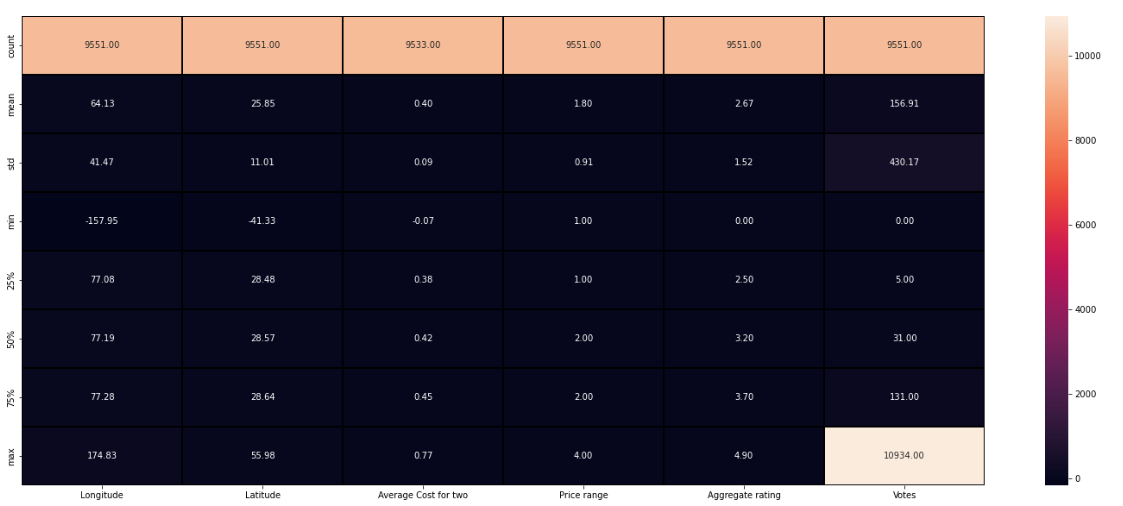 count 9551.00 9551.00 9533.00 9551.00 9551.00 9551.00
mean 64.13 25.85 0.40 1.80 2.67 156.91
std 41.47 11.01 0.09 0.91 1.52 430.17
min -157.95 -41.33 -0.07 1.00 0.00 0.00
25% 77.08 28.48 0.38 1.00 2.50 5.00
50% 77.19 28.57 0.42 2.00 3.20 31.00
75% 77.28 28.64 0.45 2.00 3.70 131.00
max 174.83 55.98 0.77 4.00 4.90 10934.00
Longitude Latitude Average Cost for two Price range Aggregate rating Votes
10000
8000
6000
4000
2000
0